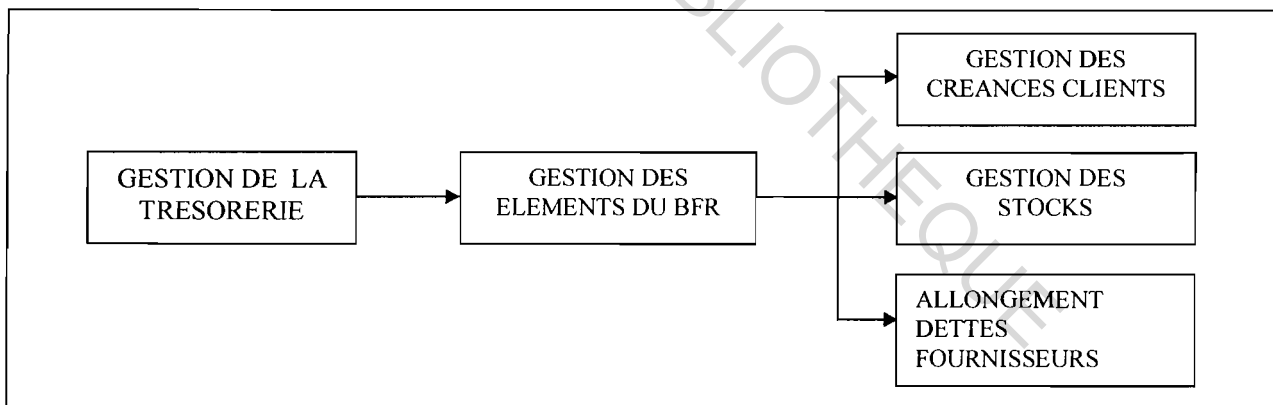 GESTION DE LA
TRESORERIE
GESTION DES
ELEMENTS DU BFR
GESTION DES
CREANCES CLIENTS
GESTION DES
STOCKS
ALLONGEMENT
DETTES
FOURNISSEURS
BLIOTHEQUE